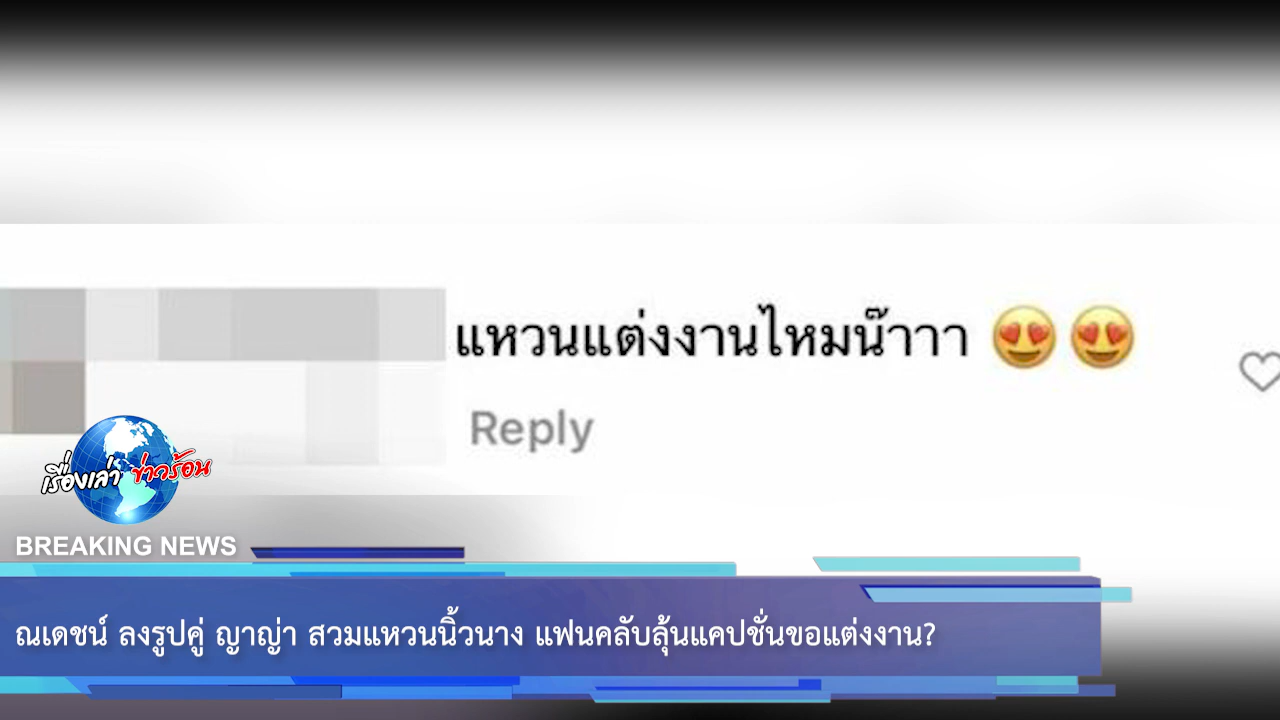 แหวนแต่งงานไหมน๊าาา 😍😍
Reply
เรื่องเล่า ข่าวร้อน
BREAKING NEWS
ณเดชน์ ลงรูปคู่ ญาญ่า สวมแหวนนิ้วนาง แฟนคลับลุ้นแคปชั่นขอแต่งงาน?